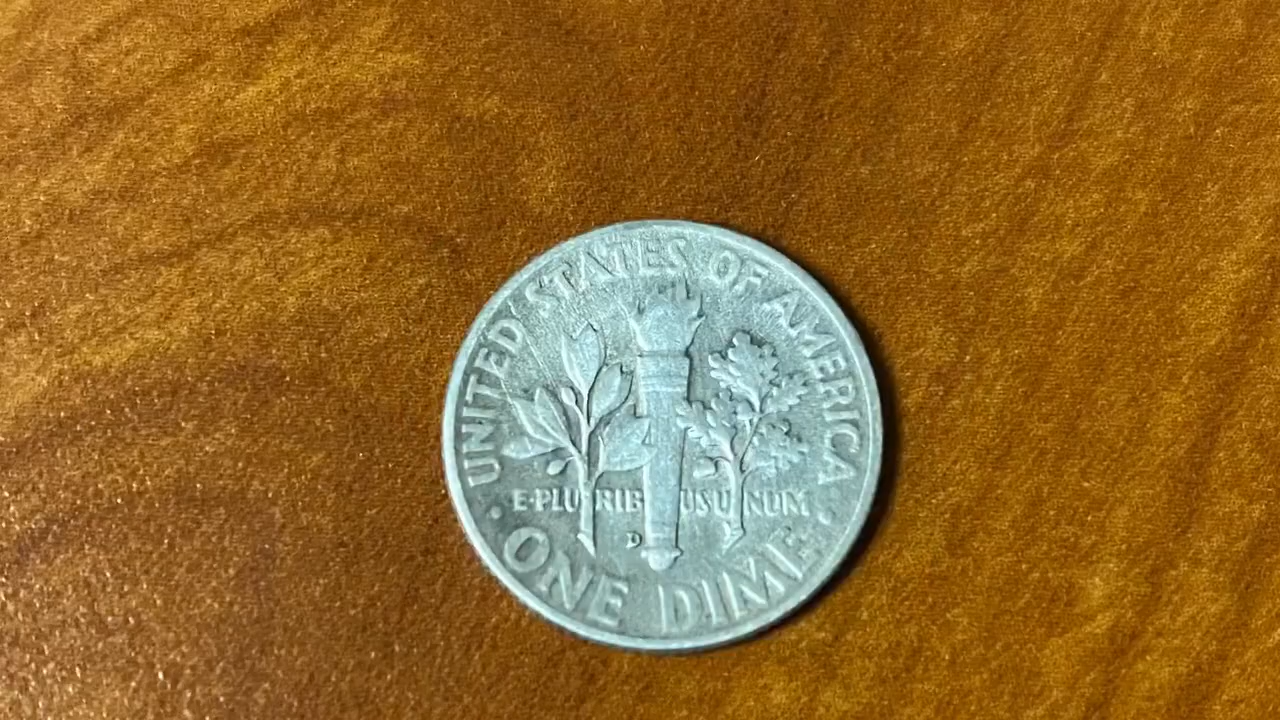 UNITED STATES OF AMERICA
E·PLURIBUS UNUM
D
· ONE DIME ·